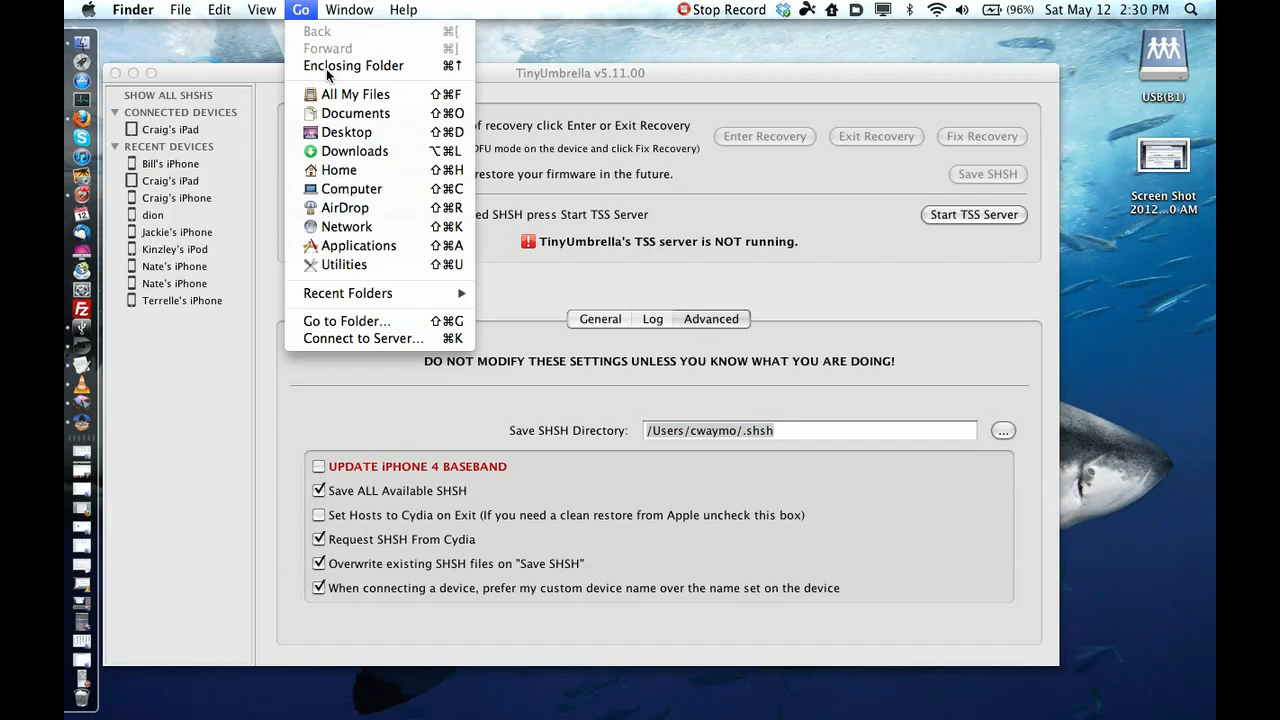 Finder File Edit View Go Window Help Stop Record (96%) Sat May 12 2:30 PM
Back ⌘[
Forward ⌘]
Enclosing Folder ⌘↑
All My Files ⇧⌘F
Documents ⇧⌘O
Desktop ⇧⌘D
Downloads ⌥⌘L
Home ⇧⌘H
Computer ⇧⌘C
AirDrop ⇧⌘R
Network ⇧⌘K
Applications ⇧⌘A
Utilities ⇧⌘U
Recent Folders
Go to Folder... ⇧⌘G
Connect to Server... ⌘K
TinyUmbrella v5.11.00
SHOW ALL SHSHS
CONNECTED DEVICES
Craig's iPad
RECENT DEVICES
Bill's iPhone
Craig's iPad
Craig's iPhone
dion
Jackie's iPhone
Kinzley's iPod
Nate's iPhone
Nate's iPhone
Terrelle's iPhone
of recovery click Enter or Exit Recovery
DFU mode on the device and click Fix Recovery)
Enter Recovery Exit Recovery Fix Recovery
restore your firmware in the future.
Save SHSH
ed SHSH press Start TSS Server
Start TSS Server
TinyUmbrella's TSS server is NOT running.
General Log Advanced
DO NOT MODIFY THESE SETTINGS UNLESS YOU KNOW WHAT YOU ARE DOING!
Save SHSH Directory: /Users/cwaymo/.shsh ...
UPDATE iPHONE 4 BASEBAND
Save ALL Available SHSH
Set Hosts to Cydia on Exit (If you need a clean restore from Apple uncheck this box)
Request SHSH From Cydia
Overwrite existing SHSH files on "Save SHSH"
When connecting a device, prefer my custom device name over the name set on the device
USB(B1)
Screen Shot
2012...0 AM
12
Fz